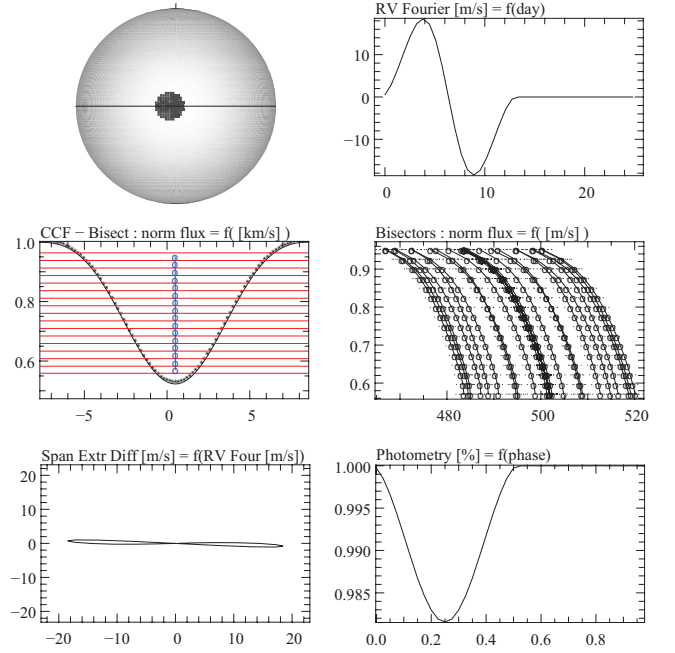 RV Fourier [m/s] = f(day)
10
0
−10
0 10 20
CCF − Bisect : norm flux = f( [km/s] )
1.0
0.8
0.6
−5 0 5
Bisectors : norm flux = f( [m/s] )
0.9
0.8
0.7
0.6
480 500 520
Span Extr Diff [m/s] = f(RV Four [m/s])
20
10
0
−10
−20
−20 −10 0 10 20
Photometry [%] = f(phase)
1.000
0.995
0.990
0.985
0.0 0.2 0.4 0.6 0.8